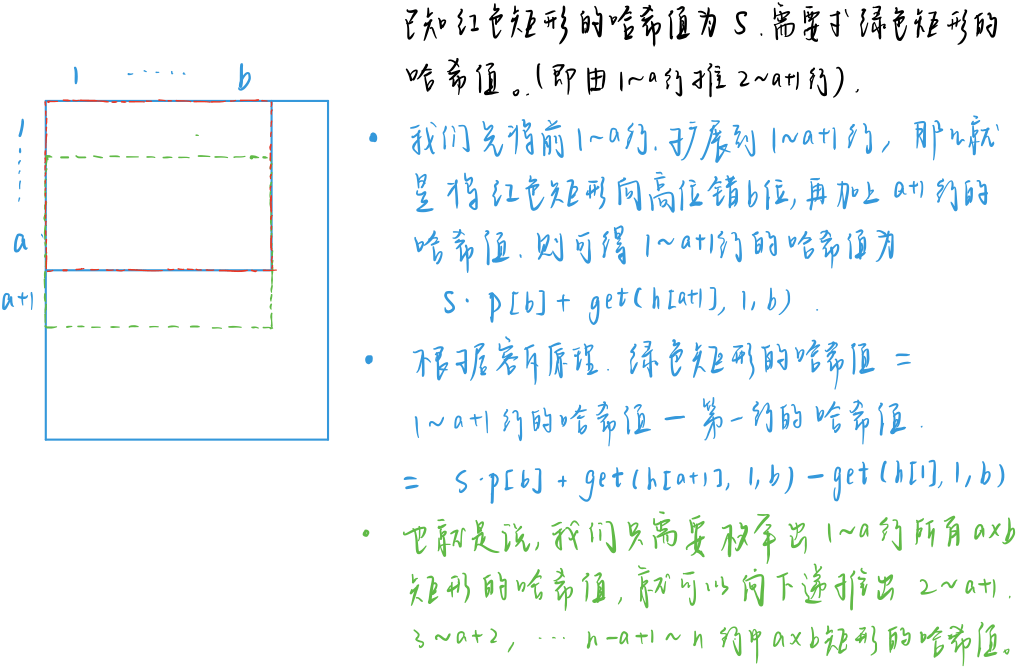 1 ...... b
1
a
a+1
已知红色矩形的哈希值为 S.需要求绿色矩形的
哈希值。(即由 1~a行推 2~a+1行).
• 我们先将前 1~a行.扩展到 1~a+1行, 那么就
是将红色矩形向高位错b位,再加上 a+1行的
哈希值.则可得 1~a+1行的哈希值为
S· p[b] + get(h[a+1], 1, b) .
• 根据容斥原理. 绿色矩形的哈希值 =
1~a+1行的哈希值 - 第一行的哈希值.
= S·p[b] + get(h[a+1], 1, b) - get(h[1], 1, b)
• 也就是说,我们只需要枚举出 1~a行所有 a×b
矩形的哈希值, 就可以向下递推出 2~a+1.
3~a+2, ... n-a+1~n 行中a×b矩形的哈希值。